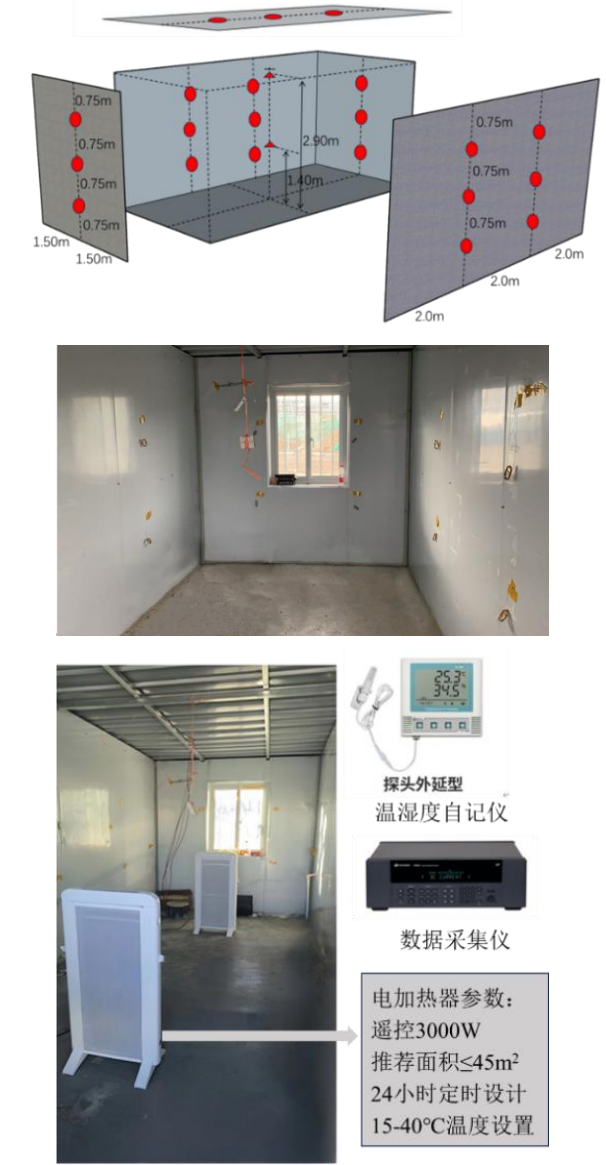 0.75m
0.75m
0.75m
0.75m
1.50m
1.50m
2.90m
1.40m
0.75m
0.75m
0.75m
2.0m
2.0m
2.0m
25.3℃
34.5%
探头外延型
温湿度自记仪
数据采集仪
电加热器参数：
遥控3000W
推荐面积≤45m²
24小时定时设计
15-40℃温度设置